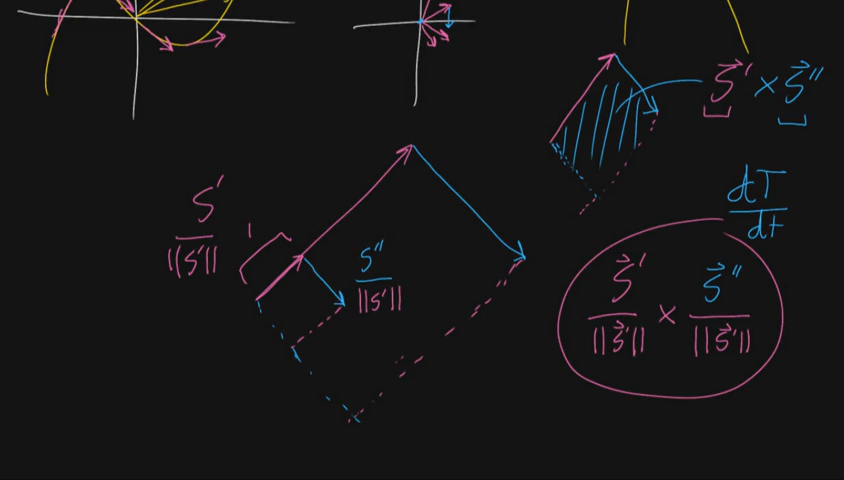 S⃗′ × S⃗″
S′
‖S′‖
1
S″
‖S′‖
dT
dt
S⃗′
‖S⃗′‖
×
S⃗″
‖S⃗′‖